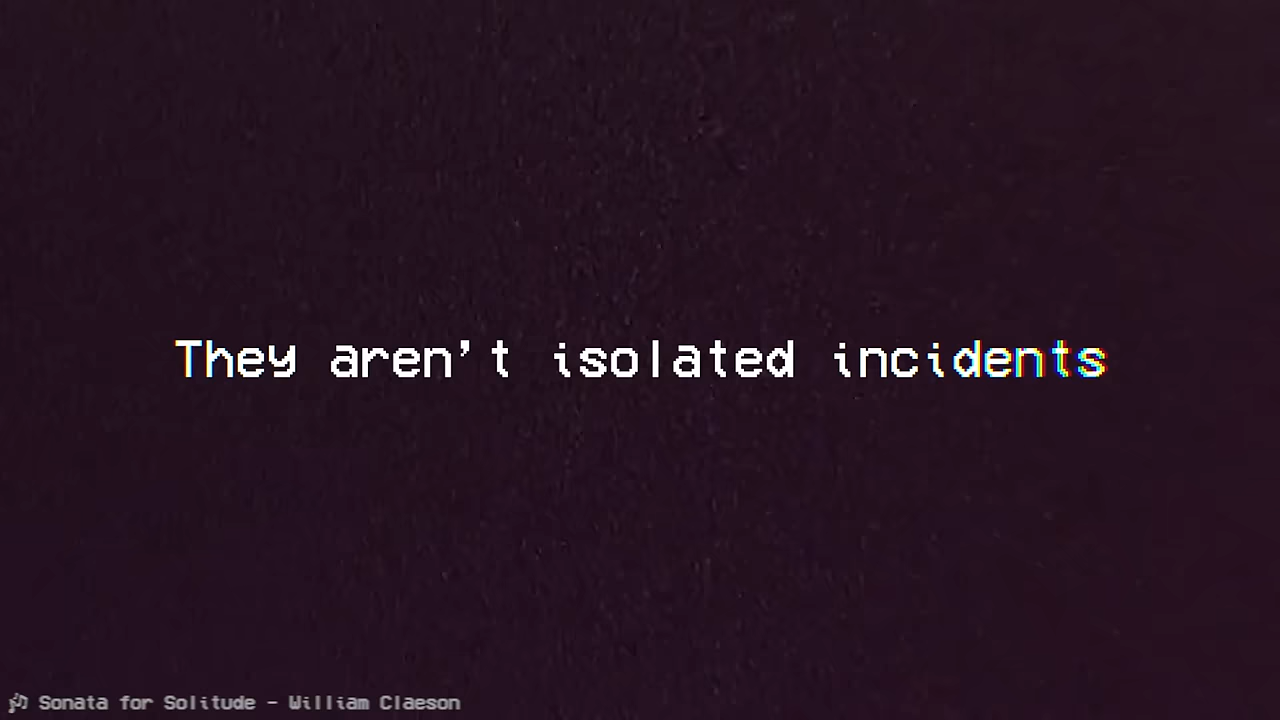 They aren't isolated incidents
♫ Sonata for Solitude - William Claeson